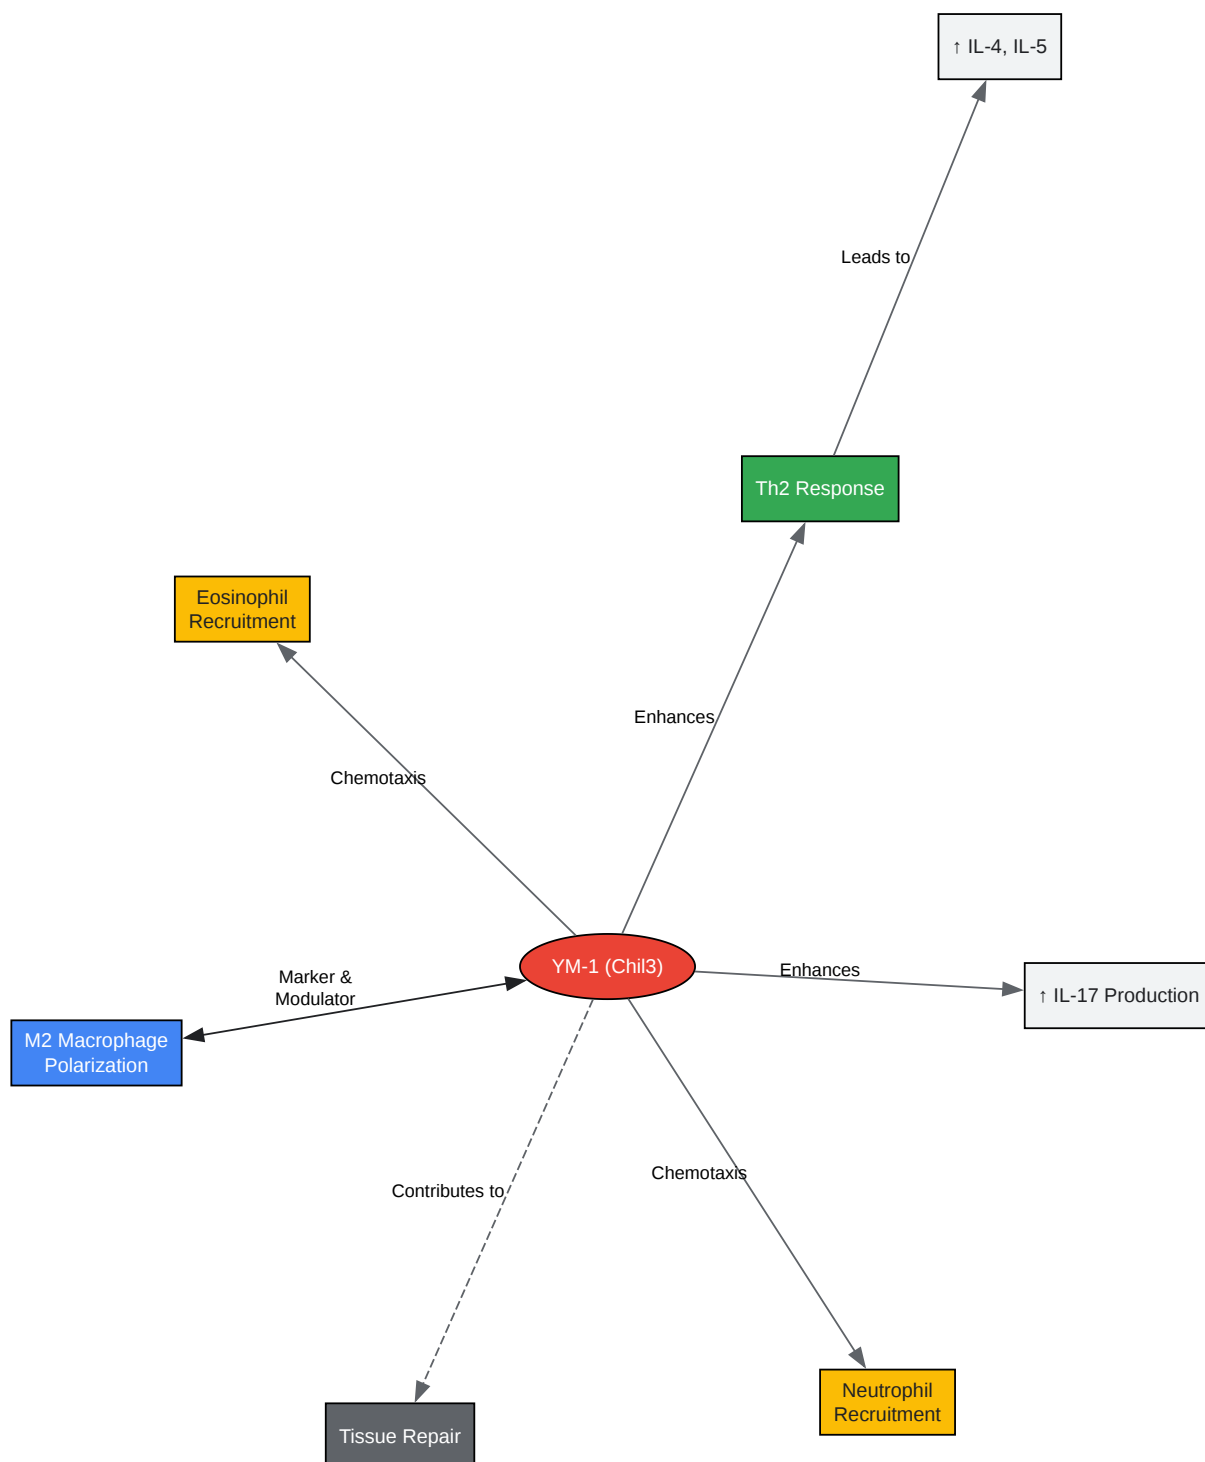 ↑ IL-4, IL-5
Leads to
Th2 Response
Eosinophil
Recruitment
Enhances
Chemotaxis
YM-1 (Chil3)
Enhances
↑ IL-17 Production
Marker &
Modulator
M2 Macrophage
Polarization
Chemotaxis
Contributes to
Neutrophil
Recruitment
Tissue Repair